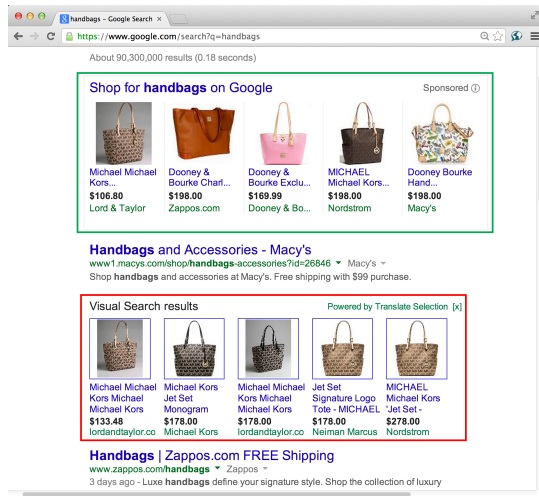 handbags - Google Search
https://www.google.com/search?q=handbags
About 90,300,000 results (0.18 seconds)
Shop for handbags on Google
Sponsored
Michael Michael Kors...
$106.80
Lord & Taylor
Dooney & Bourke Charl...
$198.00
Zappos.com
Dooney & Bourke Exclu...
$169.99
Dooney & Bo...
MICHAEL Michael Kors...
$198.00
Nordstrom
Dooney Bourke Hand...
$198.00
Macy's
Handbags and Accessories - Macy's
www1.macys.com/shop/handbags-accessories?id=26846 Macy's
Shop handbags and accessories at Macy's. Free shipping with $99 purchase.
Visual Search results
Powered by Translate Selection [x]
Michael Michael
Kors Michael
Michael Kors
$133.48
lordandtaylor.co
Michael Kors
Jet Set
Monogram
$178.00
Michael Kors
Michael Michael
Kors Michael
Michael Kors
$178.00
lordandtaylor.co
Jet Set
Signature Logo
Tote - MICHAEL
$178.00
Neiman Marcus
MICHAEL
Michael Kors
'Jet Set -
$278.00
Nordstrom
Handbags | Zappos.com FREE Shipping
www.zappos.com/handbags Zappos
3 days ago - Luxe handbags define your signature style. Shop the collection of luxury